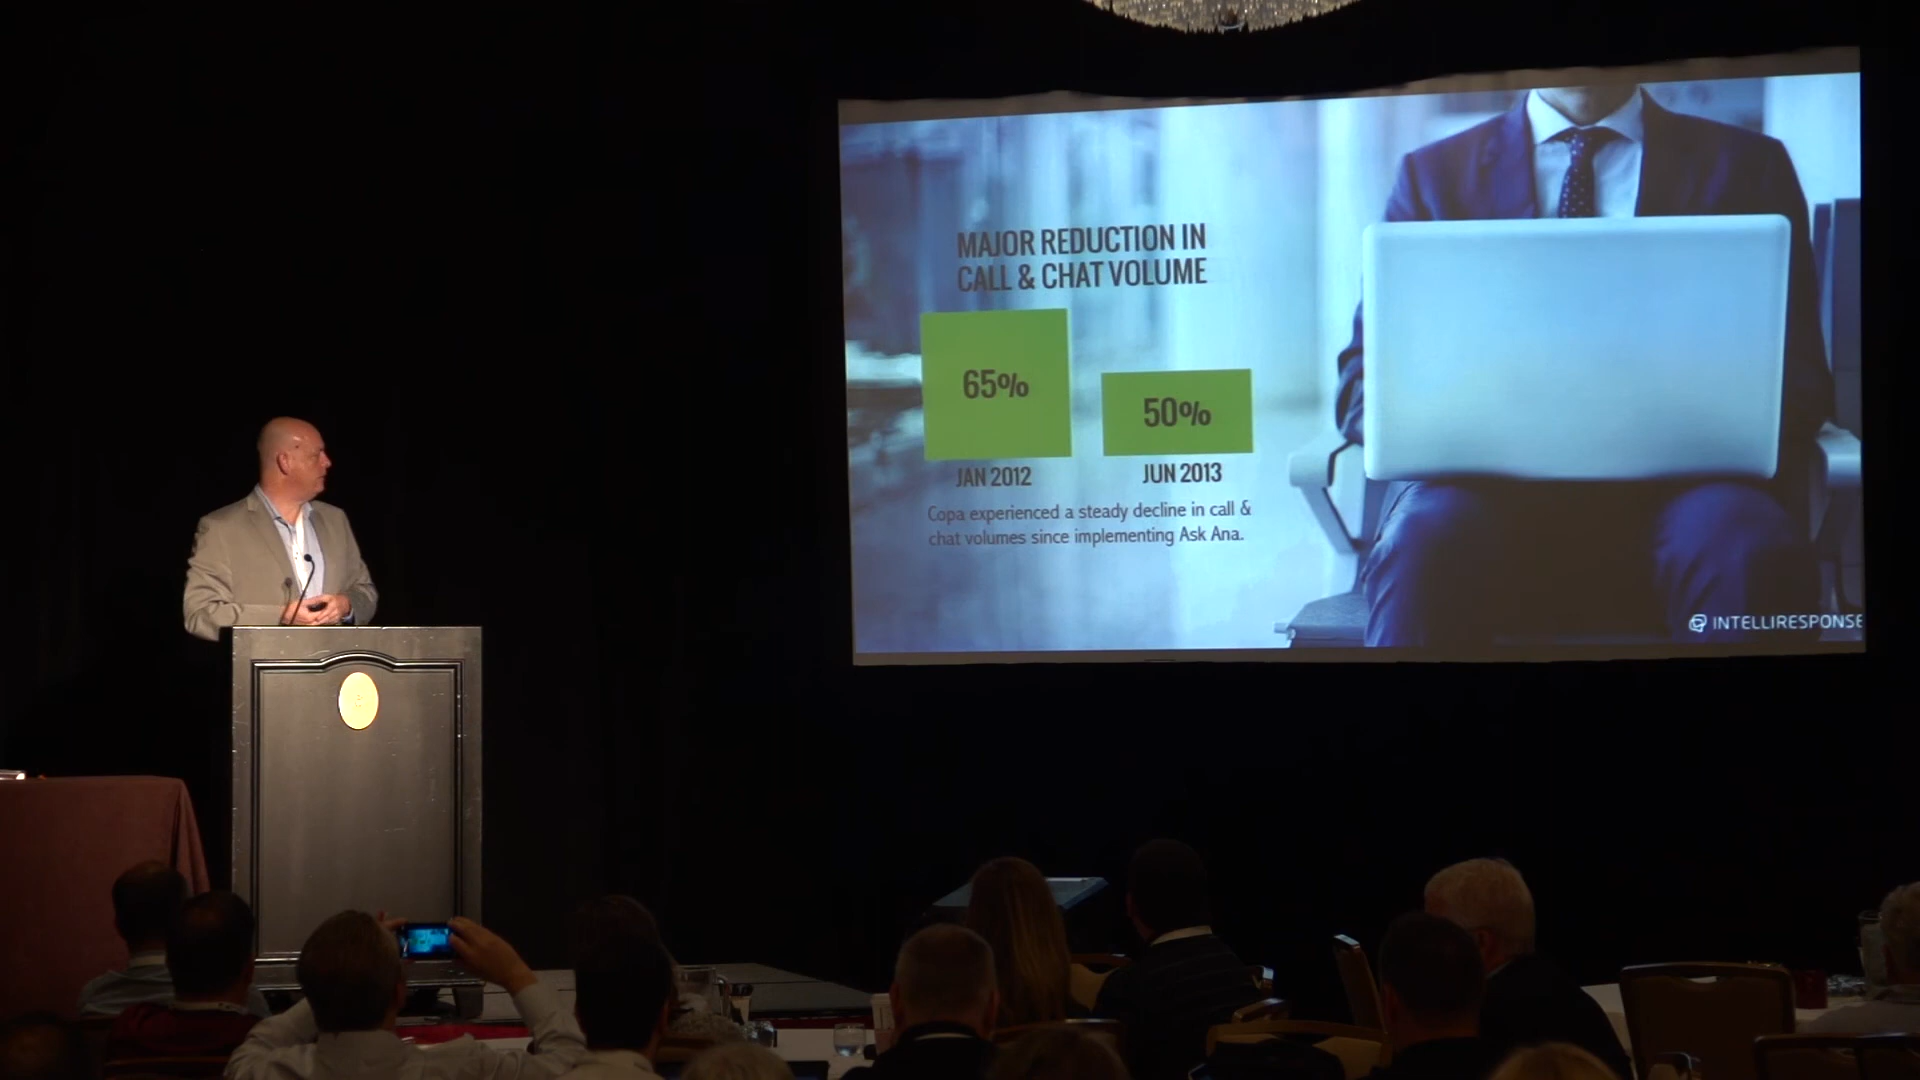 MAJOR REDUCTION IN
CALL & CHAT VOLUME
65%
50%
JAN 2012
JUN 2013
Copa experienced a steady decline in call &
chat volumes since implementing Ask Ana.
INTELLIRESPONSE